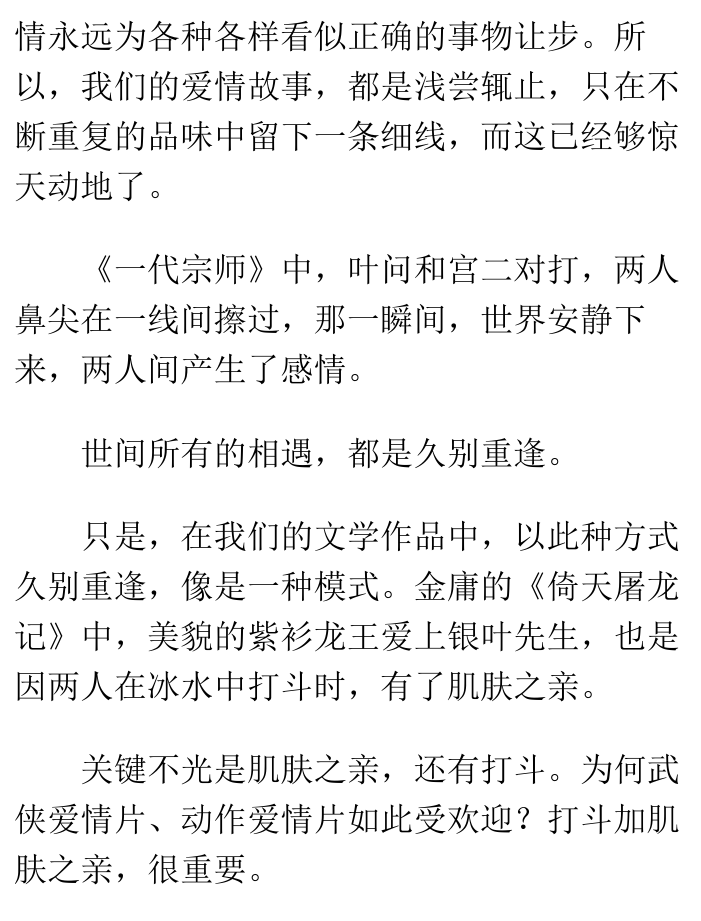 情永远为各种各样看似正确的事物让步。所
以，我们的爱情故事，都是浅尝辄止，只在不
断重复的品味中留下一条细线，而这已经够惊
天动地了。
《一代宗师》中，叶问和宫二对打，两人
鼻尖在一线间擦过，那一瞬间，世界安静下
来，两人间产生了感情。
世间所有的相遇，都是久别重逢。
只是，在我们的文学作品中，以此种方式
久别重逢，像是一种模式。金庸的《倚天屠龙
记》中，美貌的紫衫龙王爱上银叶先生，也是
因两人在冰水中打斗时，有了肌肤之亲。
关键不光是肌肤之亲，还有打斗。为何武
侠爱情片、动作爱情片如此受欢迎？打斗加肌
肤之亲，很重要。